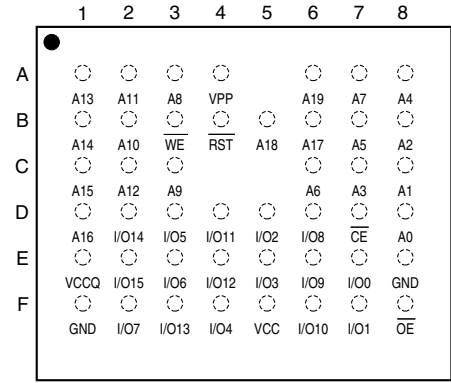 1 2 3 4 5 6 7 8
A
A13 A11 A8 VPP A19 A7 A4
B
A14 A10 WE RST A18 A17 A5 A2
C
A15 A12 A9 A6 A3 A1
D
A16 I/O14 I/O5 I/O11 I/O2 I/O8 CE A0
E
VCCQ I/O15 I/O6 I/O12 I/O3 I/O9 I/O0 GND
F
GND I/O7 I/O13 I/O4 VCC I/O10 I/O1 OE